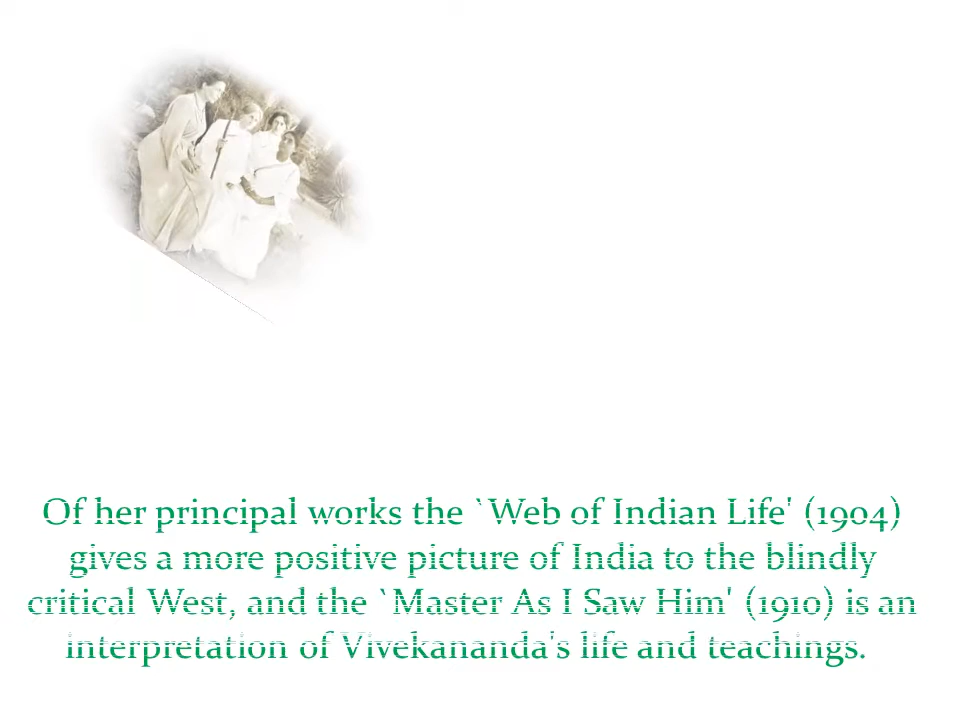 Of her principal works the `Web of Indian Life' (1904)
gives a more positive picture of India to the blindly
critical West, and the `Master As I Saw Him' (1910) is an
interpretation of Vivekananda's life and teachings.